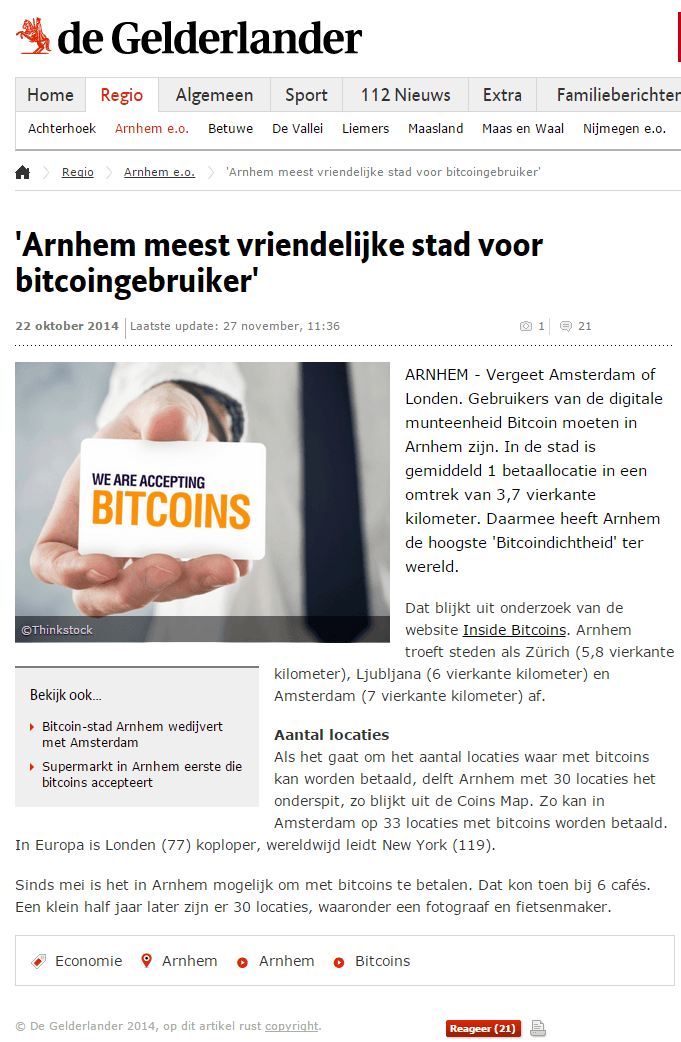 de Gelderlander
Home Regio Algemeen Sport 112 Nieuws Extra Familieberichten
Achterhoek Arnhem e.o. Betuwe De Vallei Liemers Maasland Maas en Waal Nijmegen e.o.
Regio Arnhem e.o. 'Arnhem meest vriendelijke stad voor bitcoingebruiker'
'Arnhem meest vriendelijke stad voor
bitcoingebruiker'
22 oktober 2014 Laatste update: 27 november, 11:36 1 21
WE ARE ACCEPTING
BITCOINS
©Thinkstock
ARNHEM - Vergeet Amsterdam of
Londen. Gebruikers van de digitale
munteenheid Bitcoin moeten in
Arnhem zijn. In de stad is
gemiddeld 1 betaallocatie in een
omtrek van 3,7 vierkante
kilometer. Daarmee heeft Arnhem
de hoogste 'Bitcoindichtheid' ter
wereld.
Dat blijkt uit onderzoek van de
website Inside Bitcoins. Arnhem
troeft steden als Zürich (5,8 vierkante
kilometer), Ljubljana (6 vierkante kilometer) en
Amsterdam (7 vierkante kilometer) af.
Bekijk ook...
Bitcoin-stad Arnhem wedijvert
met Amsterdam
Supermarkt in Arnhem eerste die
bitcoins accepteert
Aantal locaties
Als het gaat om het aantal locaties waar met bitcoins
kan worden betaald, delft Arnhem met 30 locaties het
onderspit, zo blijkt uit de Coins Map. Zo kan in
Amsterdam op 33 locaties met bitcoins worden betaald.
In Europa is Londen (77) koploper, wereldwijd leidt New York (119).
Sinds mei is het in Arnhem mogelijk om met bitcoins te betalen. Dat kon toen bij 6 cafés.
Een klein half jaar later zijn er 30 locaties, waaronder een fotograaf en fietsenmaker.
Economie Arnhem Arnhem Bitcoins
© De Gelderlander 2014, op dit artikel rust copyright.
Reageer (21)